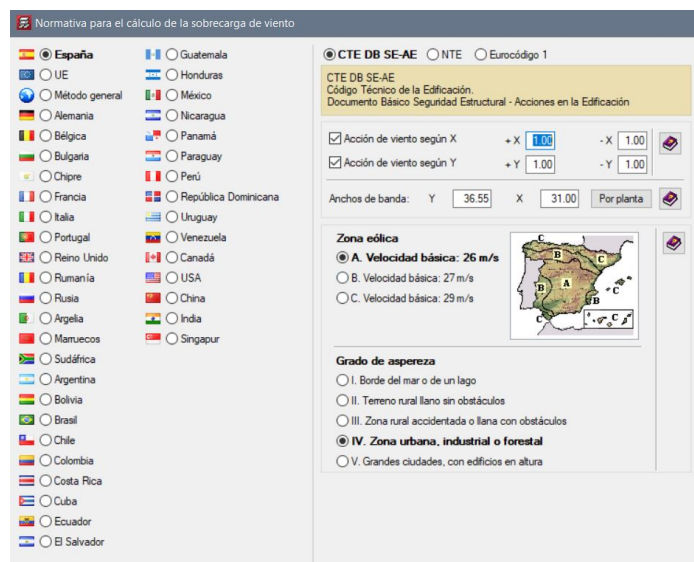 Normativa para el cálculo de la sobrecarga de viento
España
UE
Método general
Alemania
Bélgica
Bulgaria
Chipre
Francia
Italia
Portugal
Reino Unido
Rumanía
Rusia
Argelia
Marruecos
Sudáfrica
Argentina
Bolivia
Brasil
Chile
Colombia
Costa Rica
Cuba
Ecuador
El Salvador
Guatemala
Honduras
México
Nicaragua
Panamá
Paraguay
Perú
República Dominicana
Uruguay
Venezuela
Canadá
USA
China
India
Singapur
CTE DB SE-AE NTE Eurocódigo 1
CTE DB SE-AE
Código Técnico de la Edificación.
Documento Básico Seguridad Estructural - Acciones en la Edificación
Acción de viento según X + X 1.00 - X 1.00
Acción de viento según Y + Y 1.00 - Y 1.00
Anchos de banda: Y 36.55 X 31.00 Por planta
Zona eólica
A. Velocidad básica: 26 m/s
B. Velocidad básica: 27 m/s
C. Velocidad básica: 29 m/s
C
B
C
B
A
C
B
C
C
Grado de aspereza
I. Borde del mar o de un lago
II. Terreno rural llano sin obstáculos
III. Zona rural accidentada o llana con obstáculos
IV. Zona urbana, industrial o forestal
V. Grandes ciudades, con edificios en altura